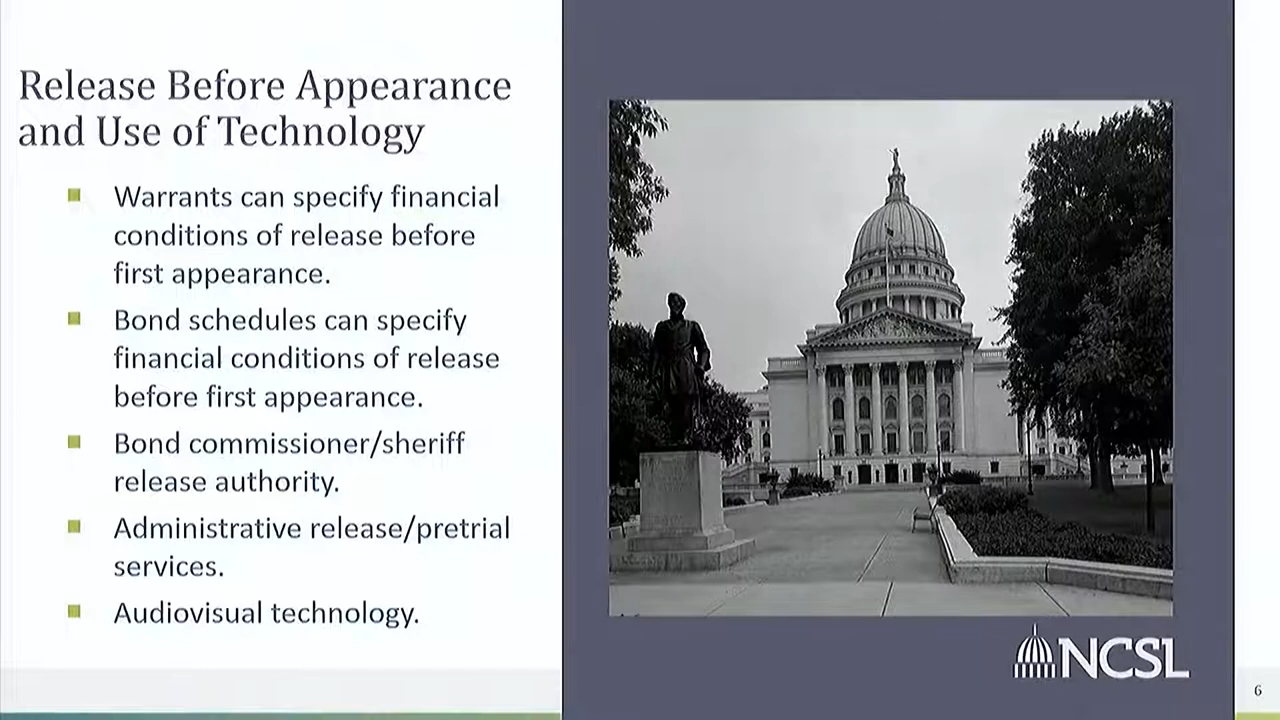 Release Before Appearance
and Use of Technology
Warrants can specify financial
conditions of release before
first appearance.
Bond schedules can specify
financial conditions of release
before first appearance.
Bond commissioner/sheriff
release authority.
Administrative release/pretrial
services.
Audiovisual technology.
NCSL
6